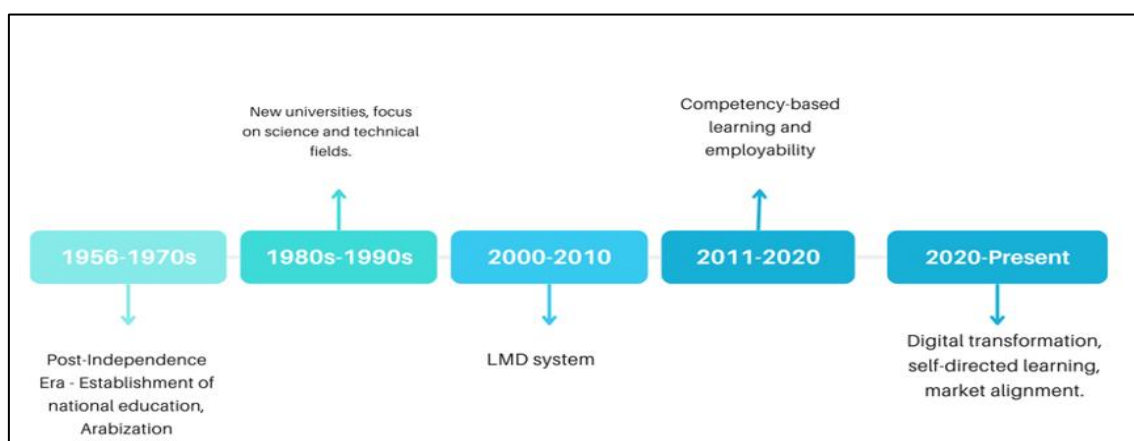 New universities, focus
on science and technical
fields.
Competency-based
learning and
employability
1956-1970s
1980s-1990s
2000-2010
2011-2020
2020-Present
Post-Independence
Era - Establishment of
national education,
Arabization
LMD system
Digital transformation,
self-directed learning,
market alignment.